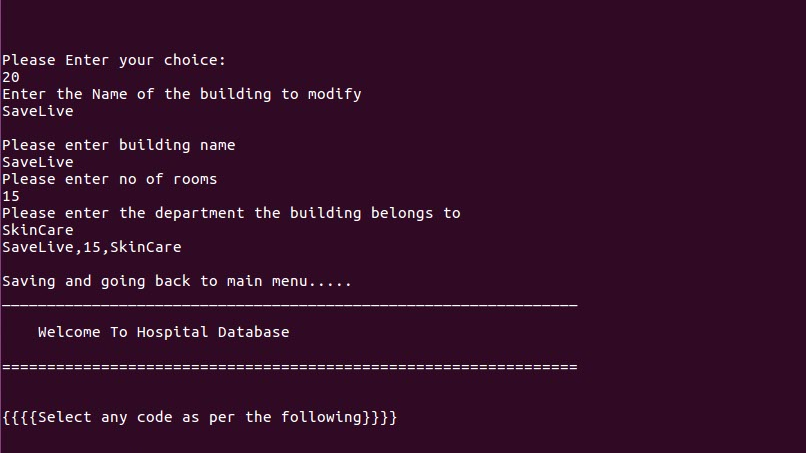 Please Enter your choice:
20
Enter the Name of the building to modify
SaveLive
Please enter building name
SaveLive
Please enter no of rooms
15
Please enter the department the building belongs to
SkinCare
SaveLive,15,SkinCare
Saving and going back to main menu.....
________________________________________________________________
Welcome To Hospital Database
================================================================
{{{{Select any code as per the following}}}}